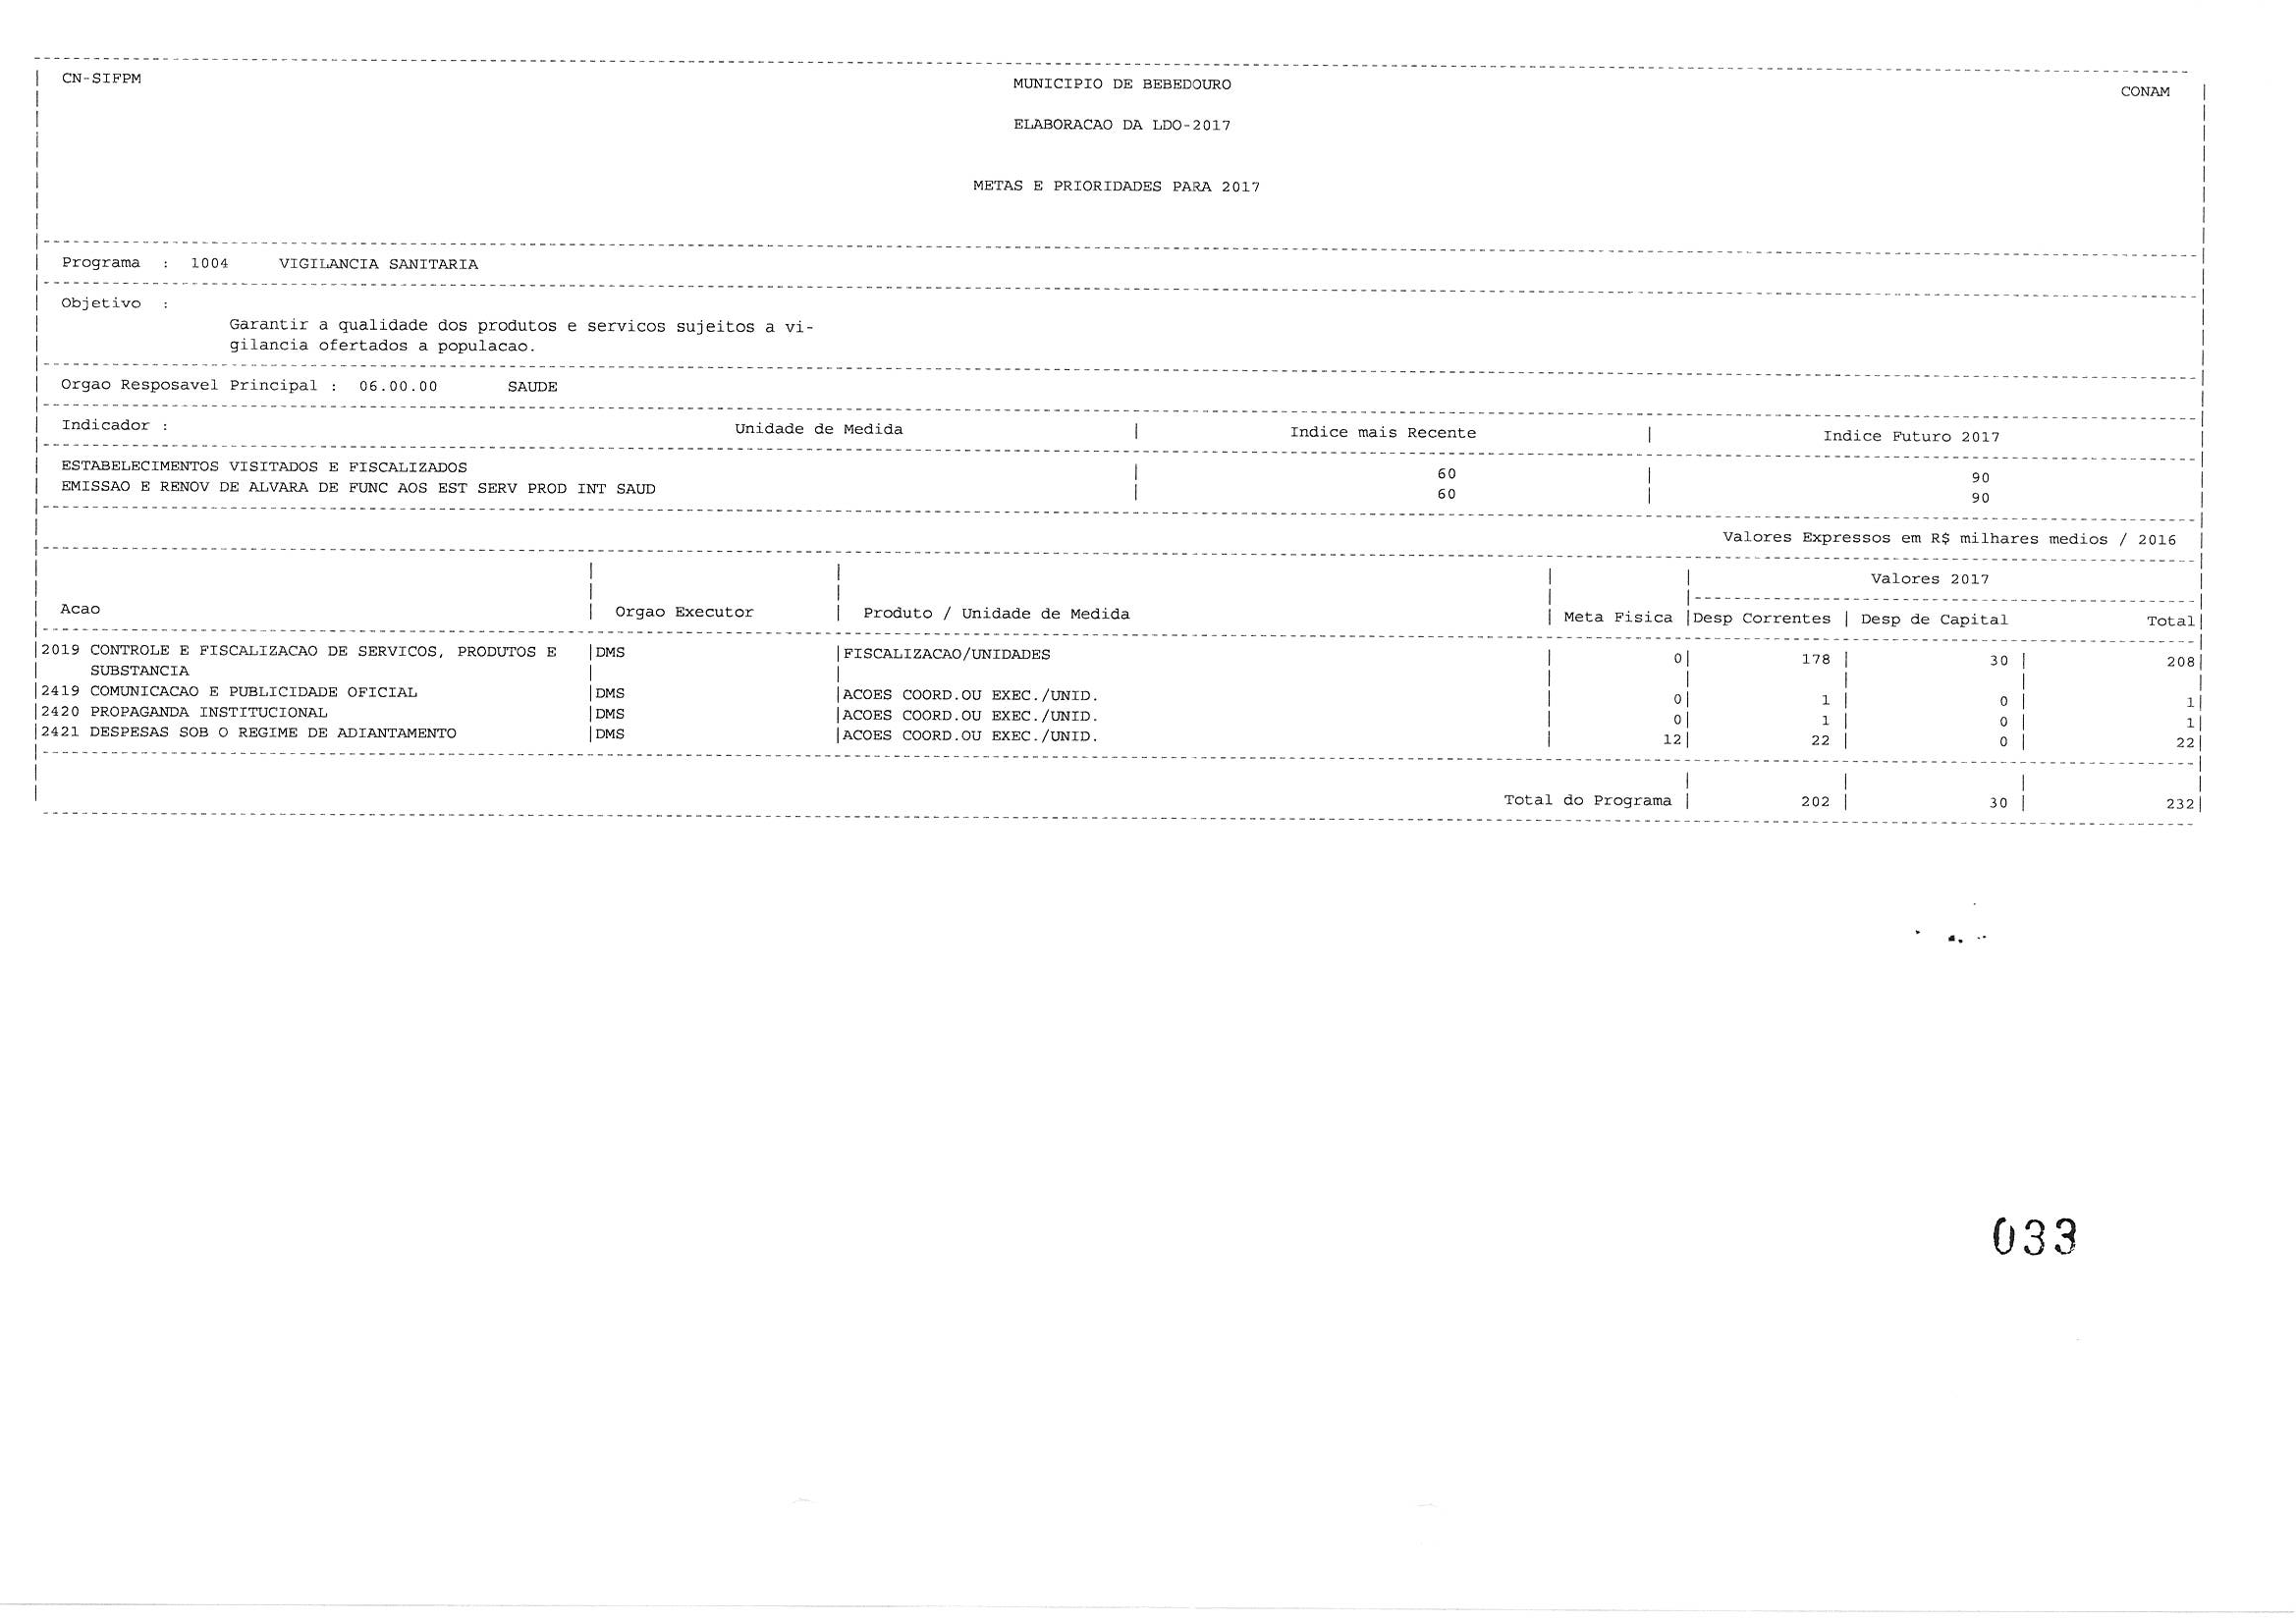 CN-SIFPM MUNICIPIO DE BEBEDOURO CONAM
ELABORACAO DA LDO-2017
METAS E PRIORIDADES PARA 2017
Programa : 1004 VIGILANCIA SANITARIA
Objetivo :
Garantir a qualidade dos produtos e servicos sujeitos a vi-
gilancia ofertados a populacao.
Orgao Resposavel Principal : 06.00.00 SAUDE
Indicador : Unidade de Medida | Indice mais Recente | Indice Futuro 2017
ESTABELECIMENTOS VISITADOS E FISCALIZADOS | 60 | 90
EMISSAO E RENOV DE ALVARA DE FUNC AOS EST SERV PROD INT SAUD | 60 | 90
Valores Expressos em R$ milhares medios / 2016
Valores 2017
Acao | Orgao Executor | Produto / Unidade de Medida | Meta Fisica | Desp Correntes | Desp de Capital Total
2019 CONTROLE E FISCALIZACAO DE SERVICOS, PRODUTOS E | DMS | FISCALIZACAO/UNIDADES | 0 | 178 | 30 | 208
SUBSTANCIA
2419 COMUNICACAO E PUBLICIDADE OFICIAL | DMS | ACOES COORD.OU EXEC./UNID. | 0 | 1 | 0 | 1
2420 PROPAGANDA INSTITUCIONAL | DMS | ACOES COORD.OU EXEC./UNID. | 0 | 1 | 0 | 1
2421 DESPESAS SOB O REGIME DE ADIANTAMENTO | DMS | ACOES COORD.OU EXEC./UNID. | 12 | 22 | 0 | 22
Total do Programa | 202 | 30 | 232
033